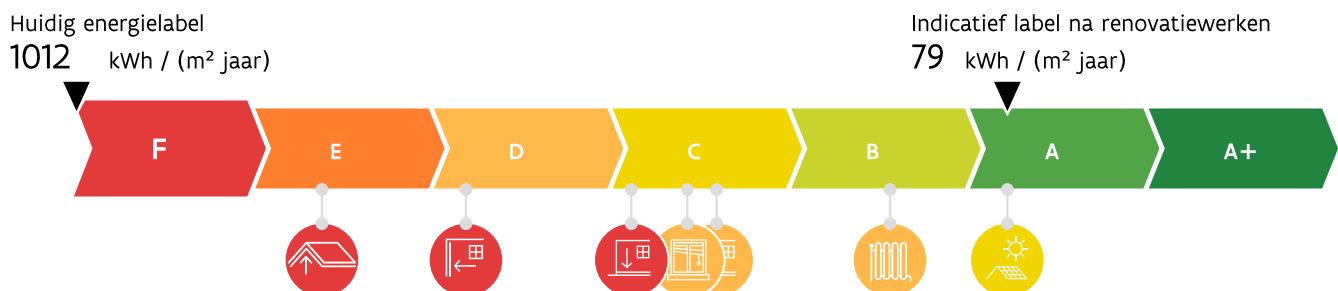 Huidig energielabel
1012 kWh / (m² jaar)
Indicatief label na renovatiewerken
79 kWh / (m² jaar)
F E D C B A A+